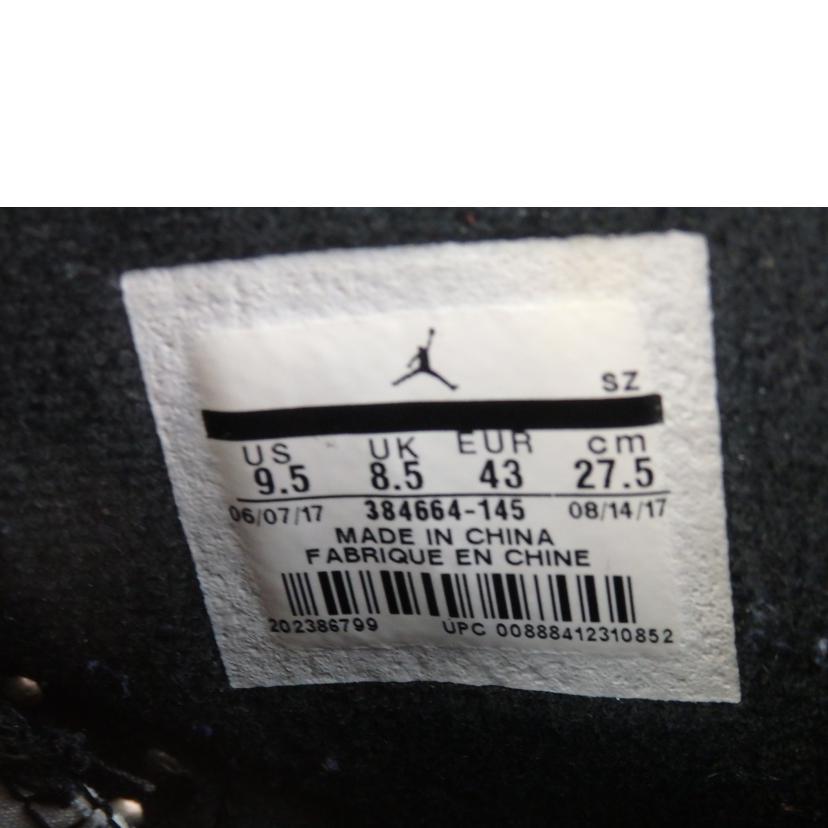 SZ
US UK EUR cm
9.5 8.5 43 27.5
06/07/17 384664-145 08/14/17
MADE IN CHINA
FABRIQUE EN CHINE
202386799 UPC 00888412310852